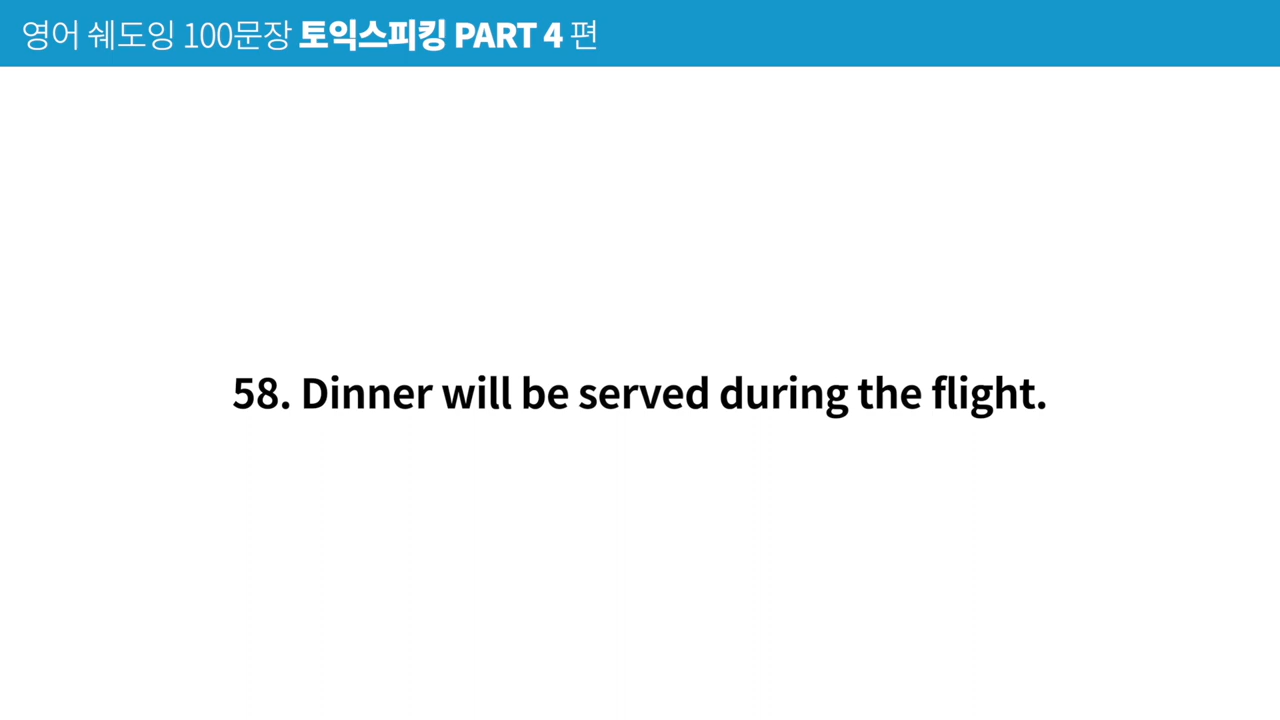 영어 쉐도잉 100문장 토익스피킹 PART 4 편
58. Dinner will be served during the flight.